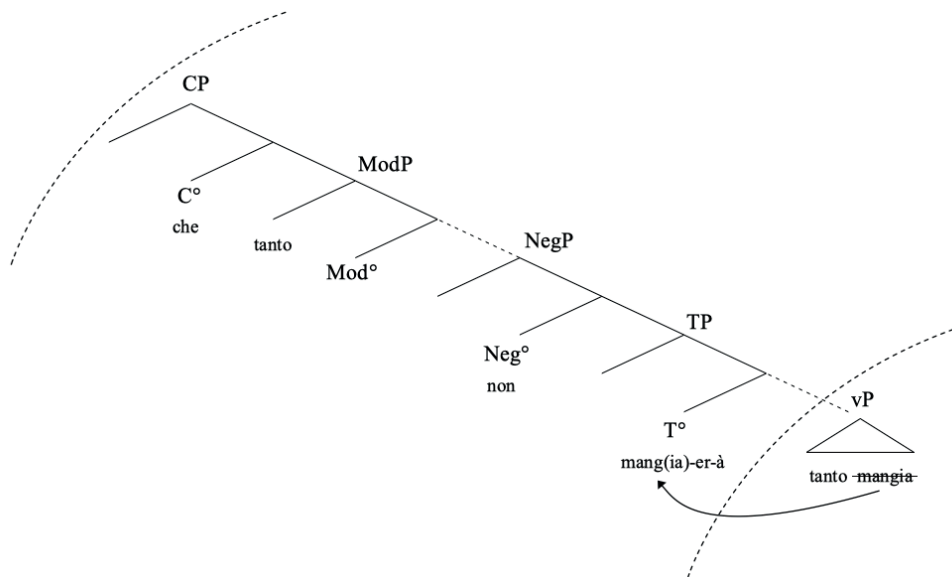 CP
ModP
C°
che
tanto
Mod°
NegP
Neg°
non
TP
T°
mang(ia)-er-à
vP
tanto mangia